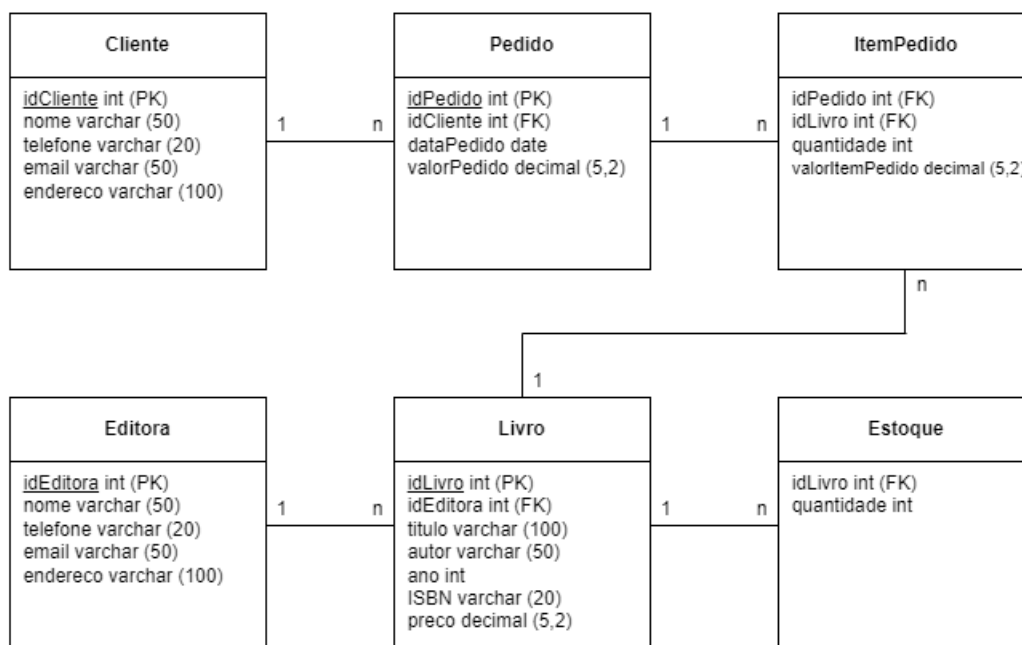 Cliente
idCliente int (PK)
nome varchar (50)
telefone varchar (20)
email varchar (50)
endereco varchar (100)
1
n
Pedido
idPedido int (PK)
idCliente int (FK)
dataPedido date
valorPedido decimal (5,2)
1
n
ItemPedido
idPedido int (FK)
idLivro int (FK)
quantidade int
valorItemPedido decimal (5,2)
n
1
Editora
idEditora int (PK)
nome varchar (50)
telefone varchar (20)
email varchar (50)
endereco varchar (100)
1
n
Livro
idLivro int (PK)
idEditora int (FK)
titulo varchar (100)
autor varchar (50)
ano int
ISBN varchar (20)
preco decimal (5,2)
1
n
Estoque
idLivro int (FK)
quantidade int